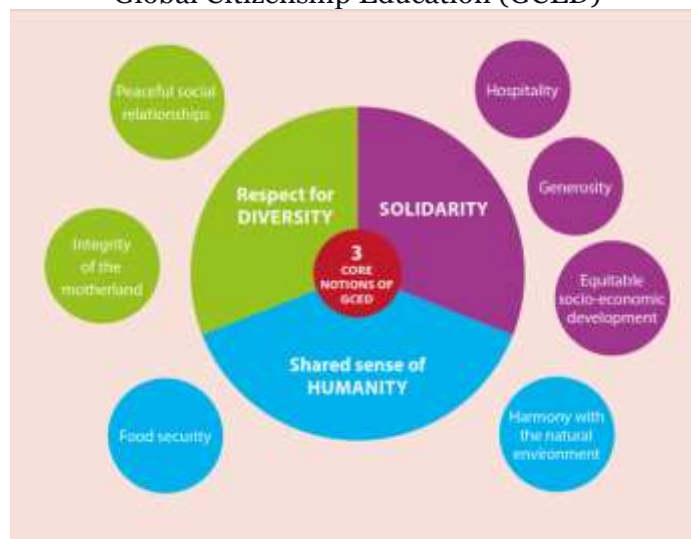 Global Citizenship Education (GCED)
Peaceful social
relationships
Hospitality
Respect for
DIVERSITY
SOLIDARITY
Generosity
Integrity
of the
motherland
3
CORE
NOTIONS OF
GCED
Equitable
socio-economic
development
Shared sense of
HUMANITY
Food security
Harmony with
the natural
environment